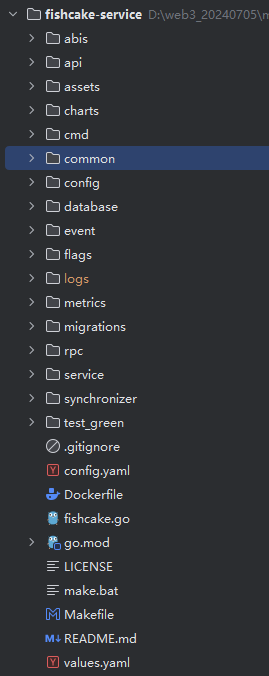 fishcake-service D:\web3_20240705\n
abis
api
assets
charts
cmd
common
config
database
event
flags
logs
metrics
migrations
rpc
service
synchronizer
test_green
.gitignore
config.yaml
Dockerfile
fishcake.go
go.mod
LICENSE
make.bat
Makefile
README.md
values.yaml